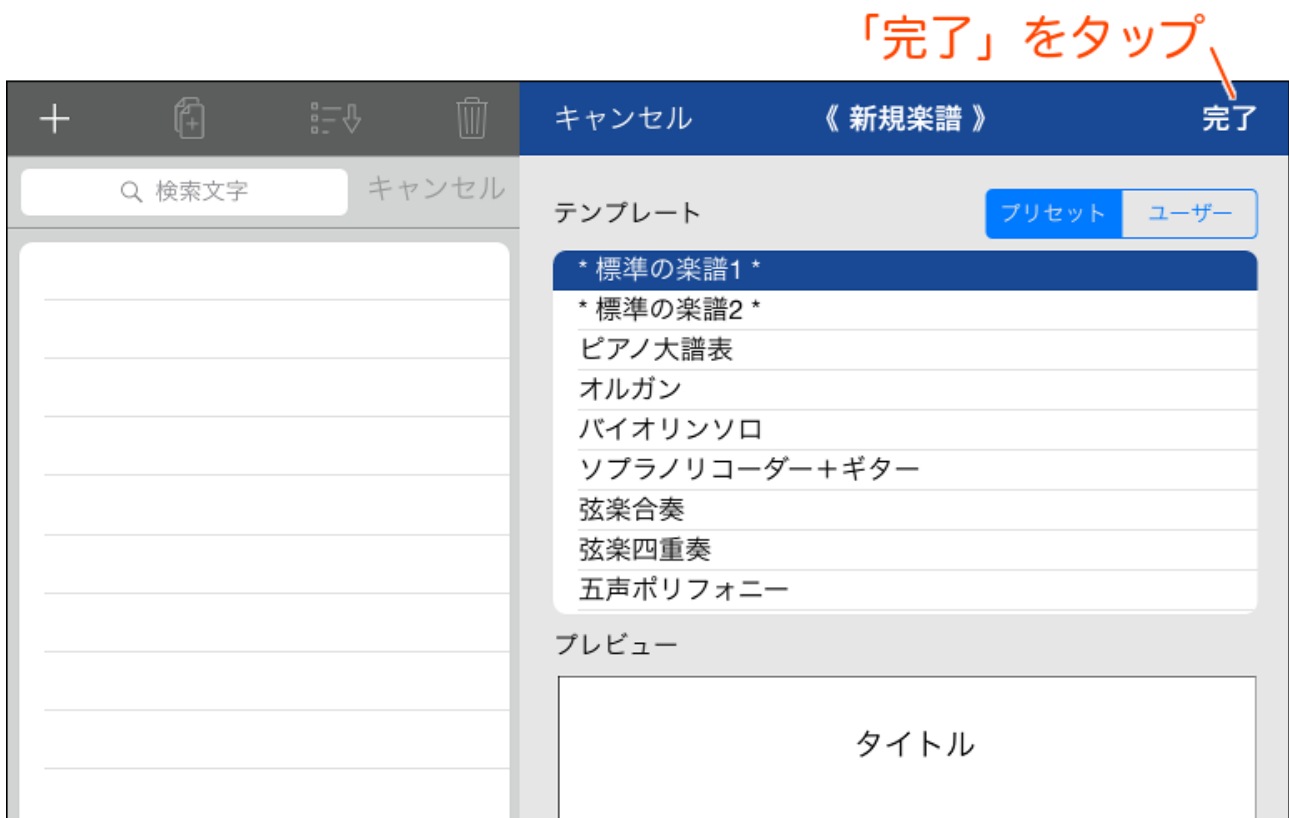 「完了」をタップ
キャンセル
《 新規楽譜 》
完了
検索文字
キャンセル
テンプレート
プリセット
ユーザー
* 標準の楽譜1 *
* 標準の楽譜2 *
ピアノ大譜表
オルガン
バイオリンソロ
ソプラノリコーダー+ギター
弦楽合奏
弦楽四重奏
五声ポリフォニー
プレビュー
タイトル